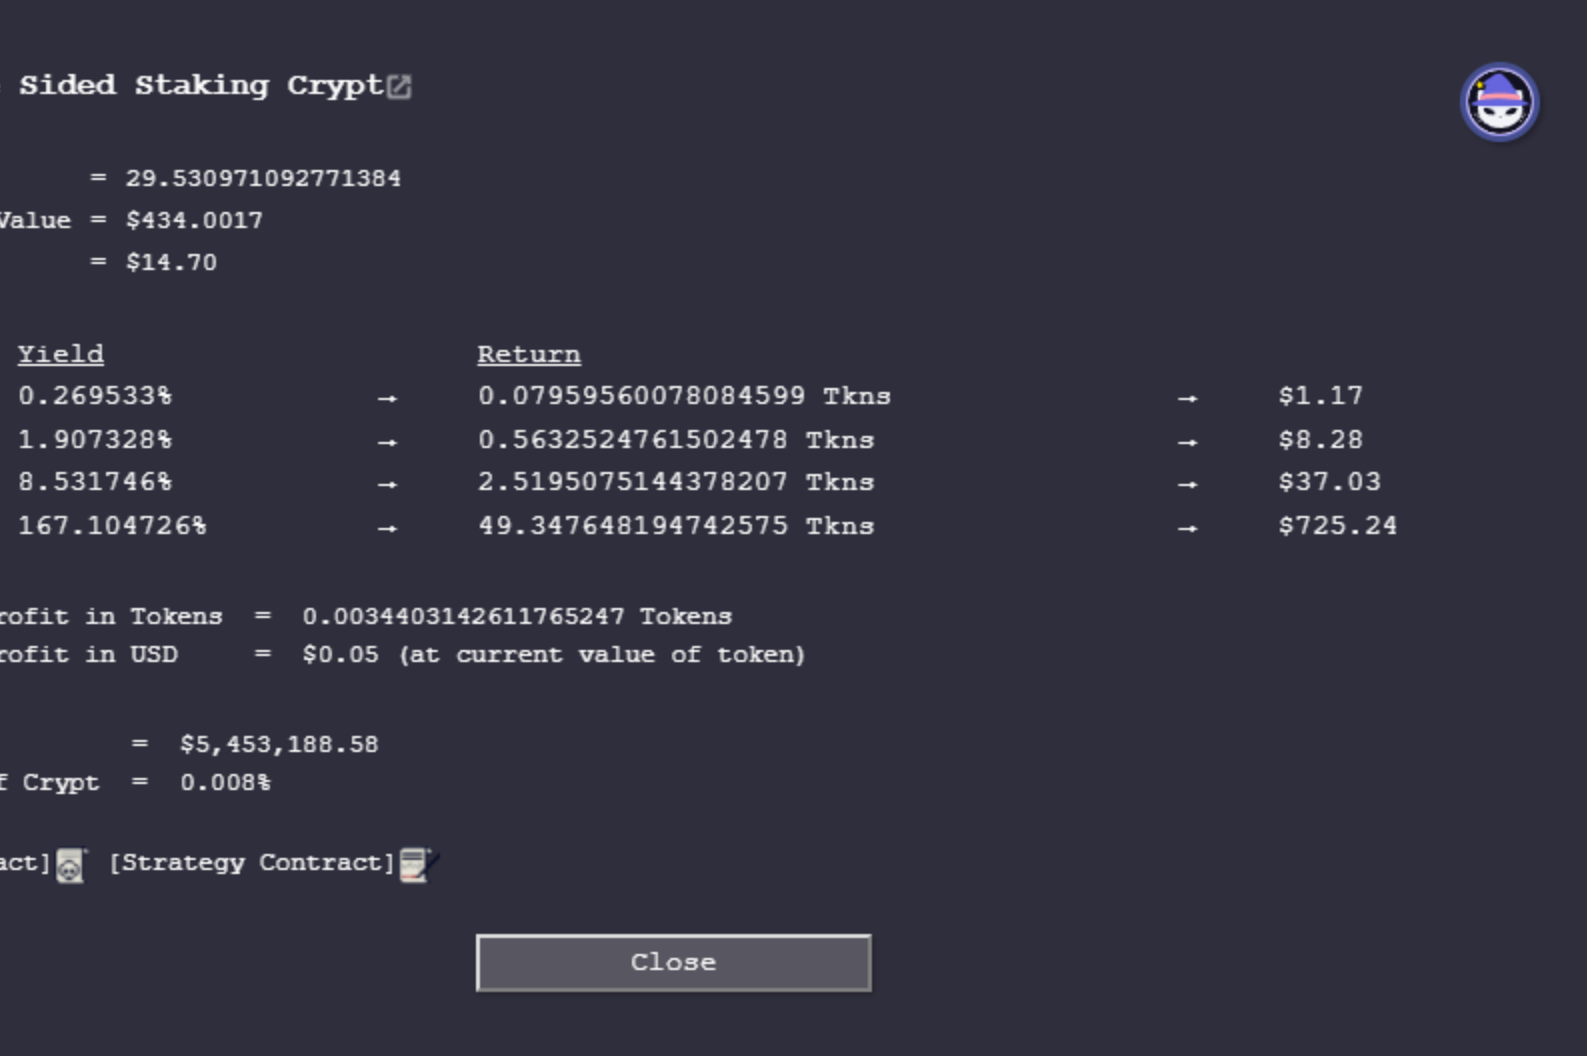 Sided Staking Crypt
= 29.530971092771384
Value = $434.0017
= $14.70
Yield Return
0.269533% → 0.07959560078084599 Tkns → $1.17
1.907328% → 0.5632524761502478 Tkns → $8.28
8.531746% → 2.5195075144378207 Tkns → $37.03
167.104726% → 49.347648194742575 Tkns → $725.24
rofit in Tokens = 0.0034403142611765247 Tokens
rofit in USD = $0.05 (at current value of token)
= $5,453,188.58
f Crypt = 0.008%
act] [Strategy Contract]
Close